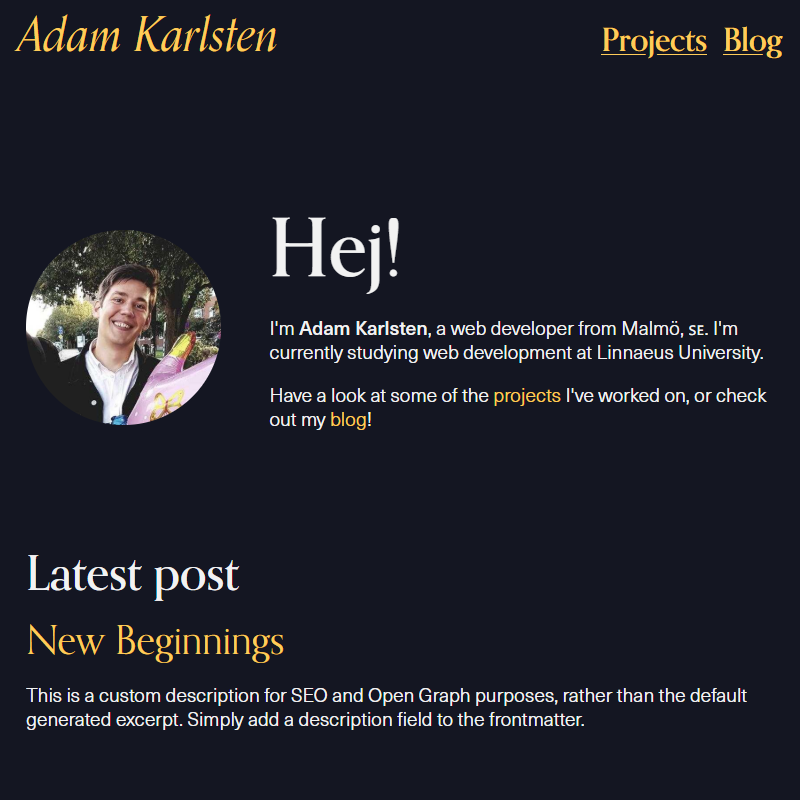 Adam Karlsten
Projects Blog
Hej!
I'm Adam Karlsten, a web developer from Malmö, SE. I'm
currently studying web development at Linnaeus University.
Have a look at some of the projects I've worked on, or check
out my blog!
Latest post
New Beginnings
This is a custom description for SEO and Open Graph purposes, rather than the default
generated excerpt. Simply add a description field to the frontmatter.